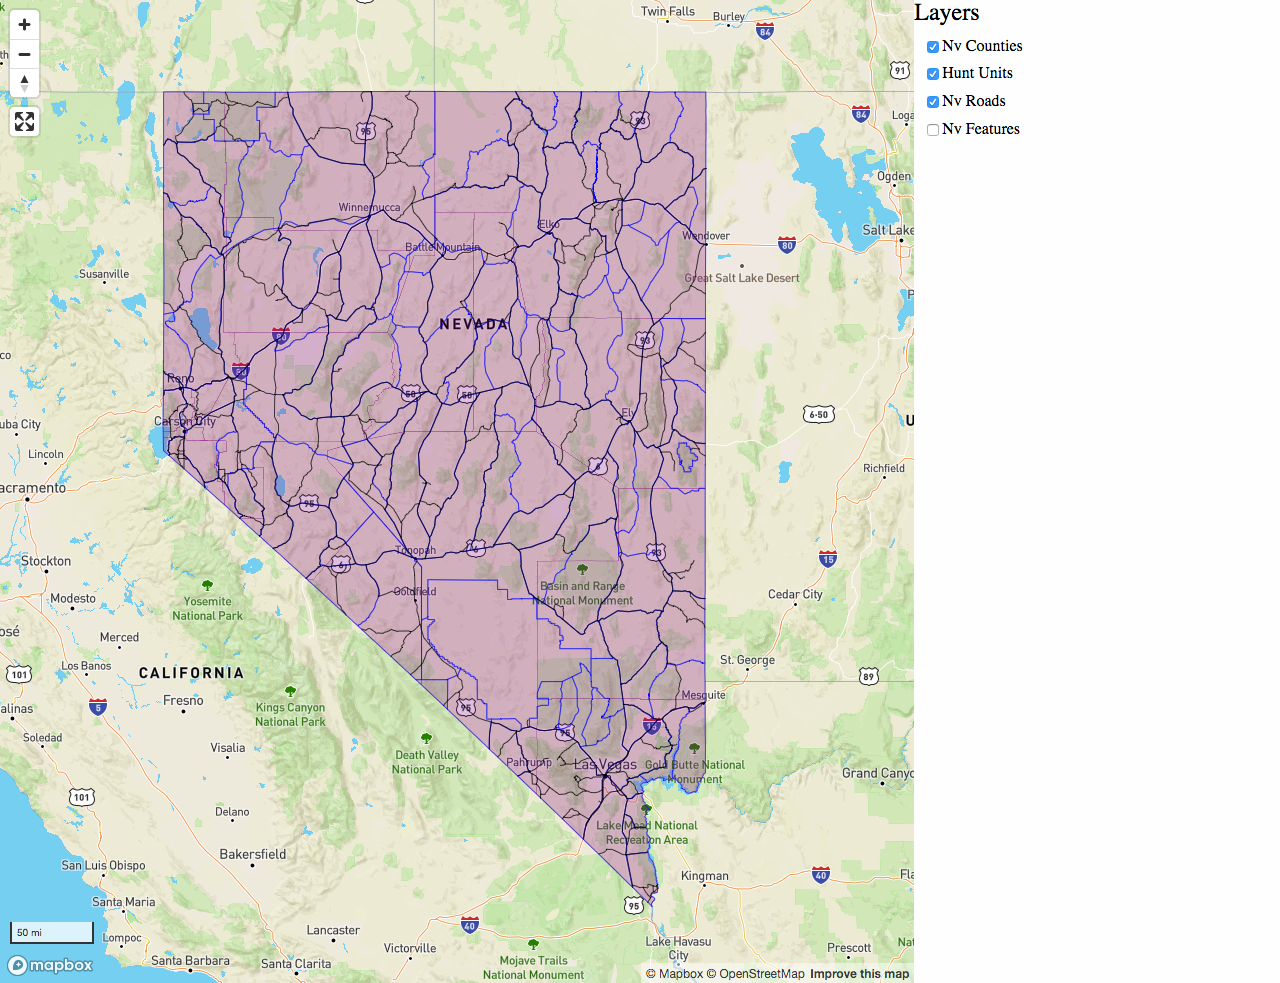 Layers
Nv Counties
Hunt Units
Nv Roads
Nv Features
Twin Falls
Burley
84
91
84
Loga
Ogden
95
93
Winnemucca
Elko
Battle Mountain
Wendover
80
Salt Lake
Great Salt Lake Desert
Susanville
NEVADA
80
93
Reno
80
50
50
6-50
Carson City
Ely
uba City
Lincoln
6
Richfield
acramento
95
Tonopah
6
93
15
Stockton
6
Basin and Range
National Monument
Goldfield
Cedar City
Modesto
Yosemite
National Park
osé
Merced
Los Banos
St. George
101
CALIFORNIA
89
Fresno
Kings Canyon
National Park
Mesquite
5
alinas
95
15
95
Soledad
Visalia
Death Valley
National Park
Pahrump
Las Vegas
Gold Butte National
Monument
Grand Canyo
101
Delano
Lake Mead National
Recreation Area
Bakersfield
San Luis Obispo
Kingman
40
Fla
Santa Maria
95
40
50 mi
Lompoc
Lancaster
Victorville
Lake Havasu
City
Prescott
Nat
Santa Barbara
Santa Clarita
Mojave Trails
National Monument
mapbox
© Mapbox © OpenStreetMap Improve this map